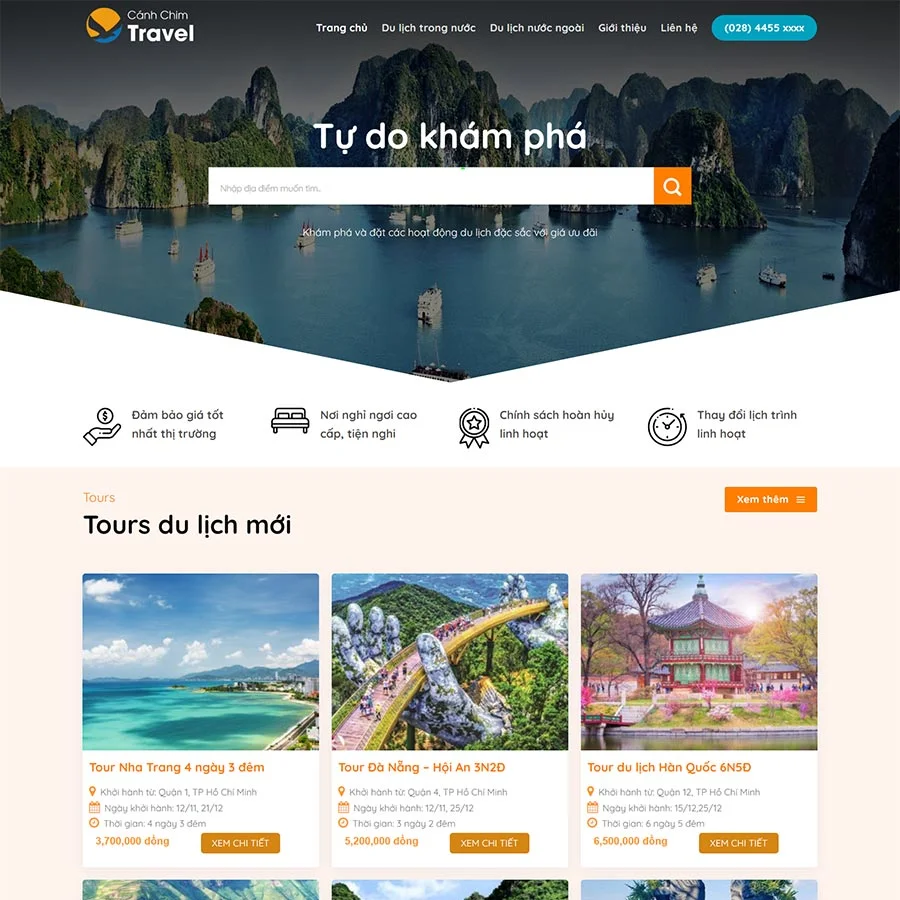 Cánh Chim
Travel
Trang chủ Du lịch trong nước Du lịch nước ngoài Giới thiệu Liên hệ (028) 4455 xxxx
Tự do khám phá
Nhập địa điểm muốn tìm..
Khám phá và đặt các hoạt động du lịch đặc sắc với giá ưu đãi
Đảm bảo giá tốt
nhất thị trường
Nơi nghỉ ngơi cao
cấp, tiện nghi
Chính sách hoàn hủy
linh hoạt
Thay đổi lịch trình
linh hoạt
Tours
Tours du lịch mới
Xem thêm
Tour Nha Trang 4 ngày 3 đêm
Khởi hành từ: Quận 1, TP Hồ Chí Minh
Ngày khởi hành: 12/11, 21/12
Thời gian: 4 ngày 3 đêm
3,700,000 đồng
XEM CHI TIẾT
Tour Đà Nẵng – Hội An 3N2Đ
Khởi hành từ: Quận 4, TP Hồ Chí Minh
Ngày khởi hành: 12/11, 25/12
Thời gian: 3 ngày 2 đêm
5,200,000 đồng
XEM CHI TIẾT
Tour du lịch Hàn Quốc 6N5Đ
Khởi hành từ: Quận 12, TP Hồ Chí Minh
Ngày khởi hành: 15/12,25/12
Thời gian: 6 ngày 5 đêm
6,500,000 đồng
XEM CHI TIẾT